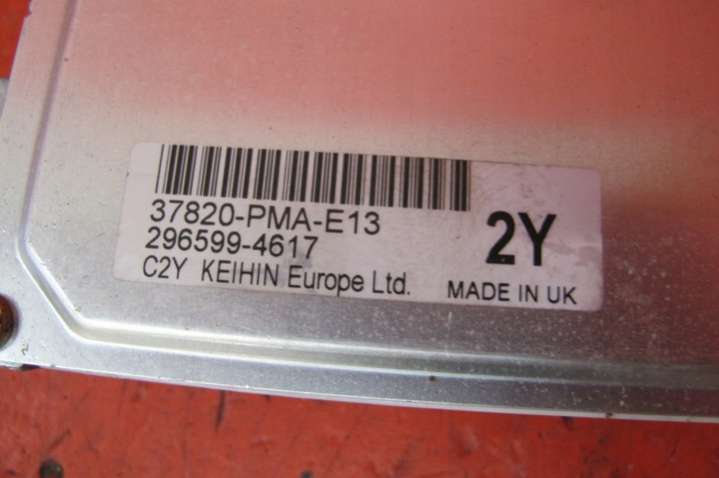 37820-PMA-E13
296599-4617
2Y
C2Y KEIHIN Europe Ltd.
MADE IN UK